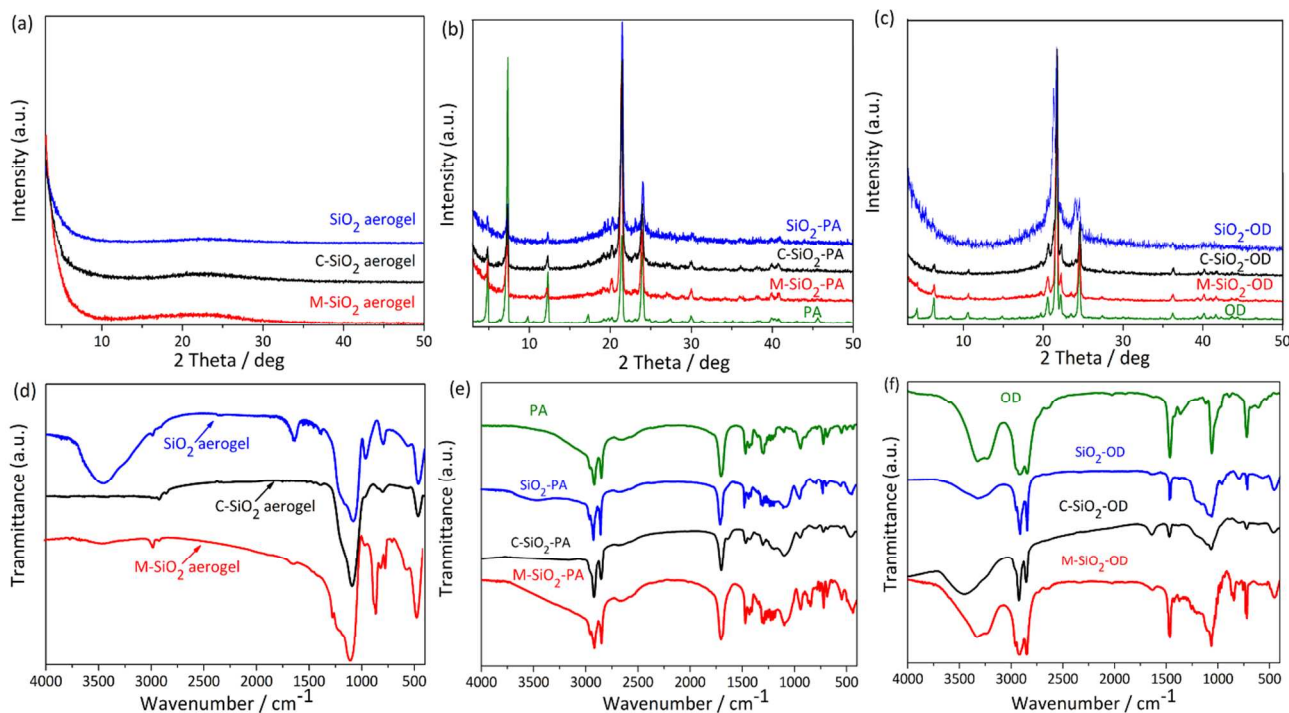 (a)
Intensity (a.u.)
SiO2 aerogel
C-SiO2 aerogel
M-SiO2 aerogel
10 20 30 40 50
2 Theta / deg
(b)
Intensity (a.u.)
SiO2-PA
C-SiO2-PA
M-SiO2-PA
PA
10 20 30 40 50
2 Theta / deg
(c)
Intensity (a.u.)
SiO2-OD
C-SiO2-OD
M-SiO2-OD
OD
10 20 30 40 50
2 Theta / deg
(d)
Tranmittance (a.u.)
SiO2 aerogel
C-SiO2 aerogel
M-SiO2 aerogel
4000 3500 3000 2500 2000 1500 1000 500
Wavenumber / cm-1
(e)
Tranmittance (a.u.)
PA
SiO2-PA
C-SiO2-PA
M-SiO2-PA
4000 3500 3000 2500 2000 1500 1000 500
Wavenumber / cm-1
(f)
Tranmittance (a.u.)
OD
SiO2-OD
C-SiO2-OD
M-SiO2-OD
4000 3500 3000 2500 2000 1500 1000 500
Wavenumber / cm-1